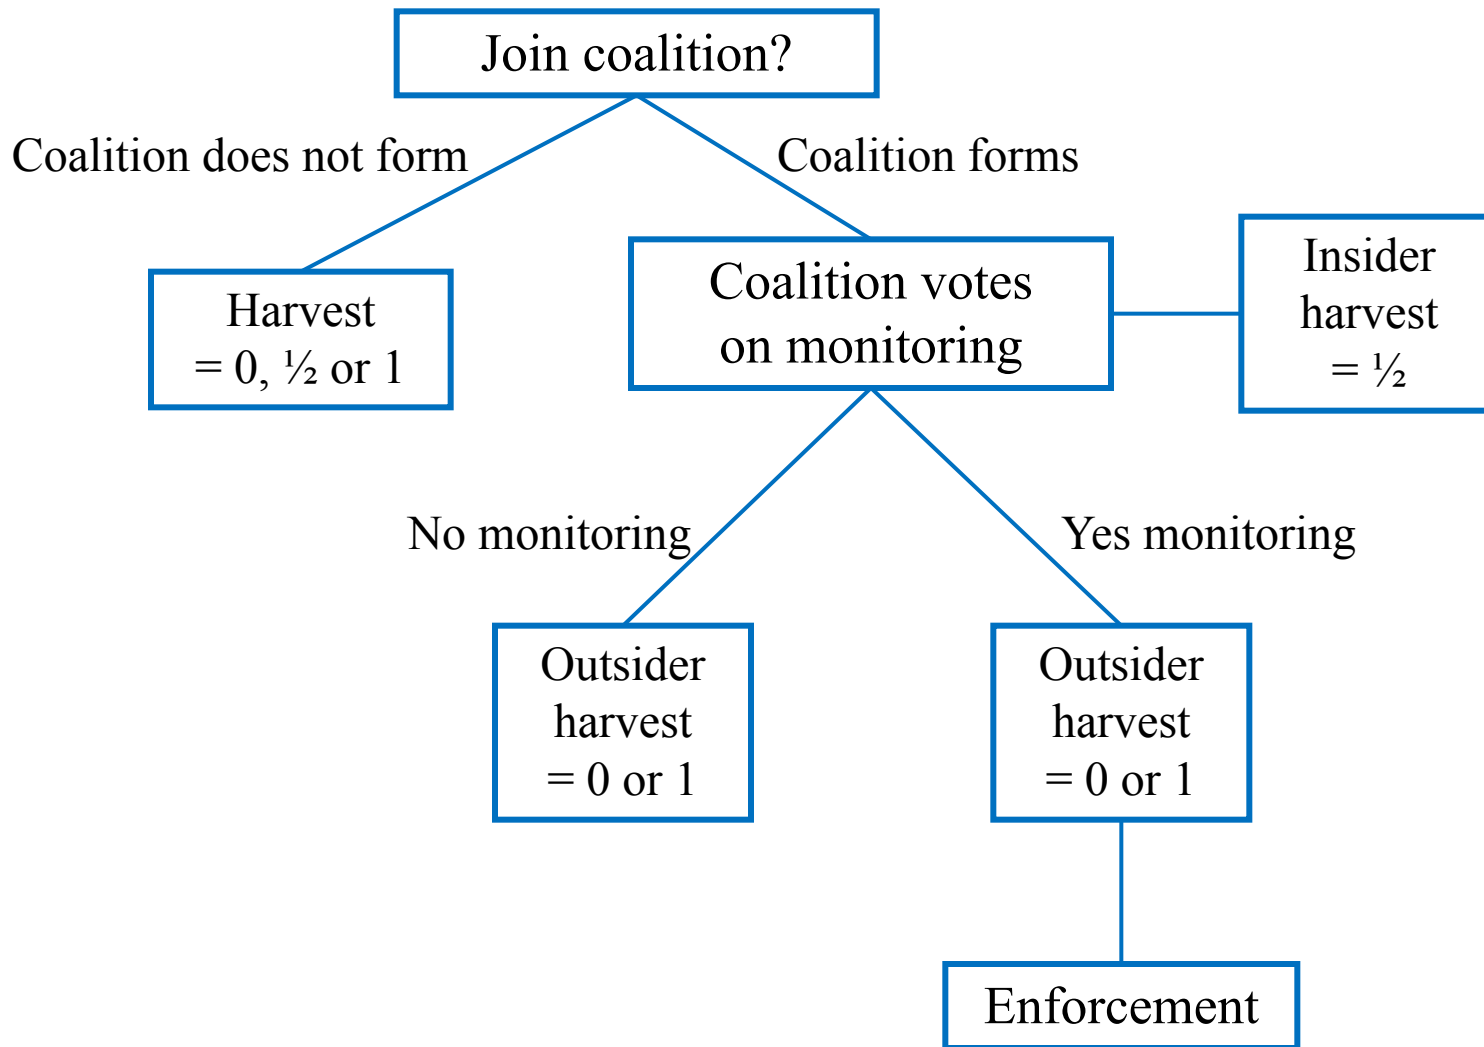 Join coalition?
Coalition does not form
Coalition forms
Harvest
= 0, ½ or 1
Coalition votes
on monitoring
Insider
harvest
= ½
No monitoring
Yes monitoring
Outsider
harvest
= 0 or 1
Outsider
harvest
= 0 or 1
Enforcement